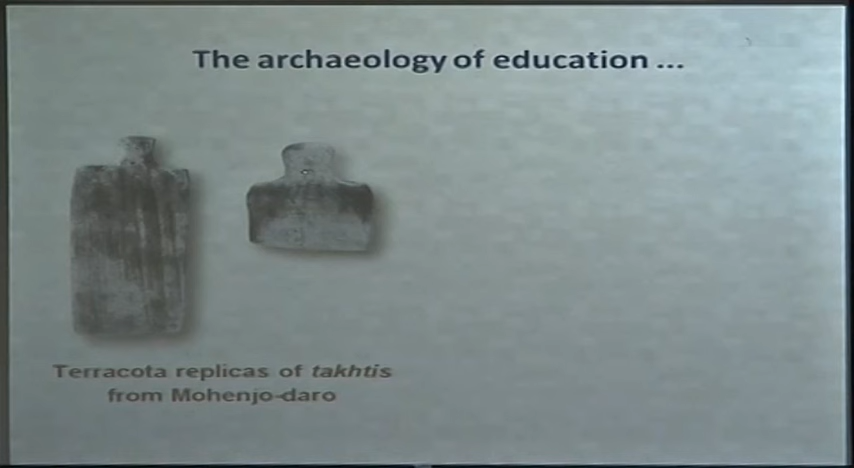 The archaeology of education ...
Terracota replicas of takhtis
from Mohenjo-daro